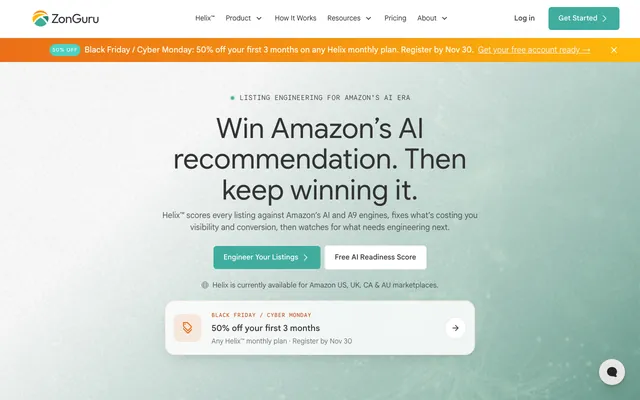 ZonGuru
Helix™ Product How It Works Resources Pricing About Log in Get Started
50% OFF Black Friday / Cyber Monday: 50% off your first 3 months on any Helix monthly plan. Register by Nov 30. Get your free account ready →
LISTING ENGINEERING FOR AMAZON'S AI ERA
Win Amazon's AI
recommendation. Then
keep winning it.
Helix™ scores every listing against Amazon's AI and A9 engines, fixes what's costing you
visibility and conversion, then watches for what needs engineering next.
Engineer Your Listings Free AI Readiness Score
Helix is currently available for Amazon US, UK, CA & AU marketplaces.
BLACK FRIDAY / CYBER MONDAY
50% off your first 3 months
Any Helix™ monthly plan · Register by Nov 30